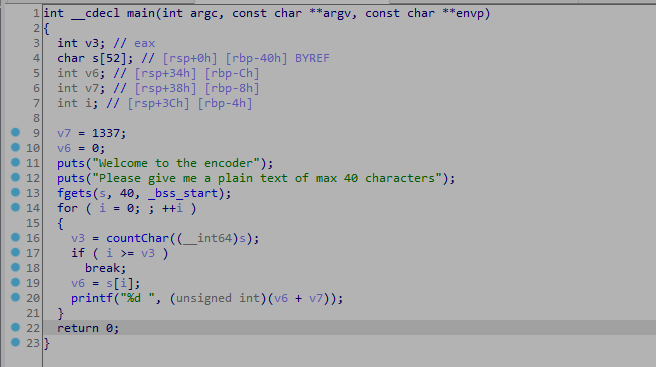 1 int __cdecl main(int argc, const char **argv, const char **envp)
2 {
3   int v3; // eax
4   char s[52]; // [rsp+0h] [rbp-40h] BYREF
5   int v6; // [rsp+34h] [rbp-Ch]
6   int v7; // [rsp+38h] [rbp-8h]
7   int i; // [rsp+3Ch] [rbp-4h]
8
9   v7 = 1337;
10   v6 = 0;
11   puts("Welcome to the encoder");
12   puts("Please give me a plain text of max 40 characters");
13   fgets(s, 40, _bss_start);
14   for ( i = 0; ; ++i )
15   {
16     v3 = countChar((__int64)s);
17     if ( i >= v3 )
18       break;
19     v6 = s[i];
20     printf("%d ", (unsigned int)(v6 + v7));
21   }
22   return 0;
23 }